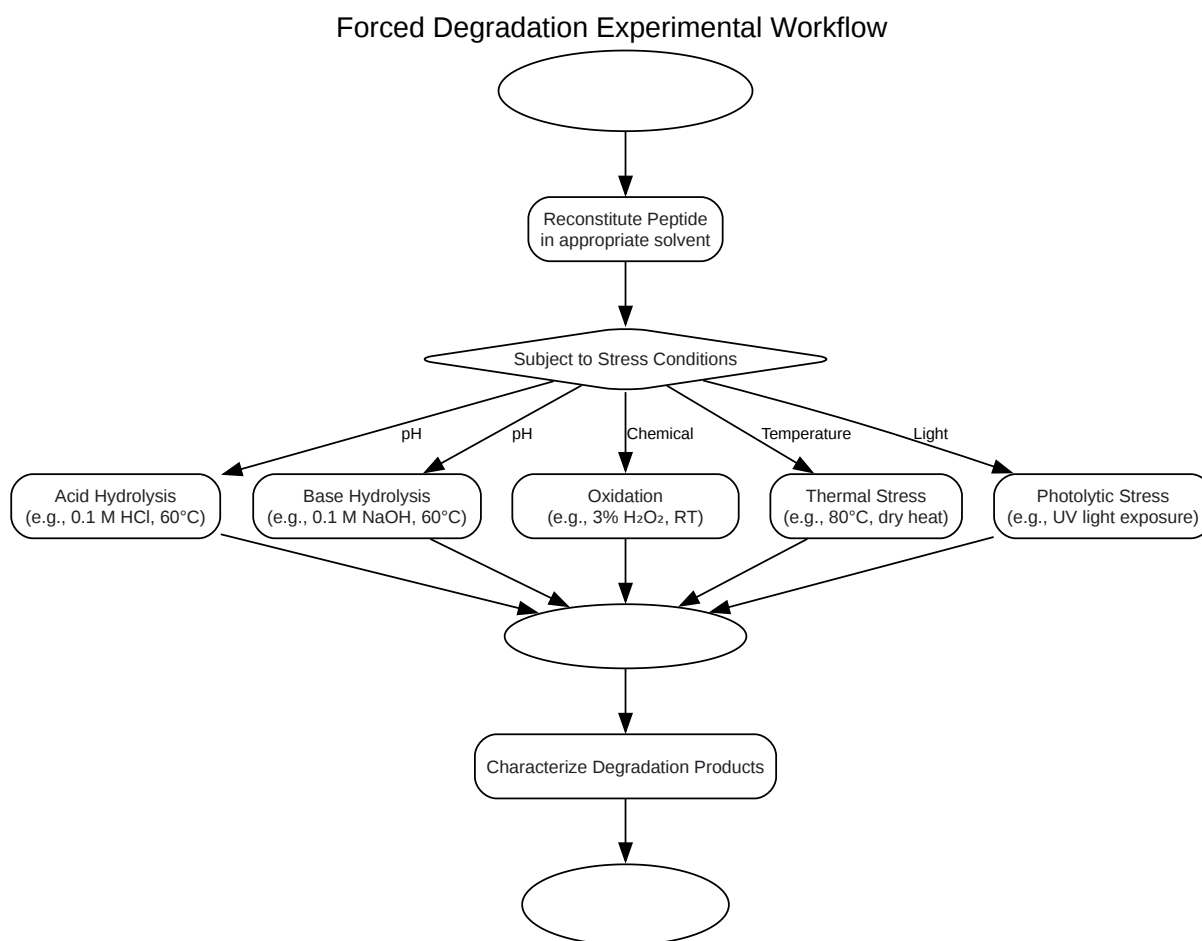 Forced Degradation Experimental Workflow
Reconstitute Peptide
in appropriate solvent
Subject to Stress Conditions
pH
pH
Chemical
Temperature
Light
Acid Hydrolysis
(e.g., 0.1 M HCl, 60°C)
Base Hydrolysis
(e.g., 0.1 M NaOH, 60°C)
Oxidation
(e.g., 3% H₂O₂, RT)
Thermal Stress
(e.g., 80°C, dry heat)
Photolytic Stress
(e.g., UV light exposure)
Characterize Degradation Products